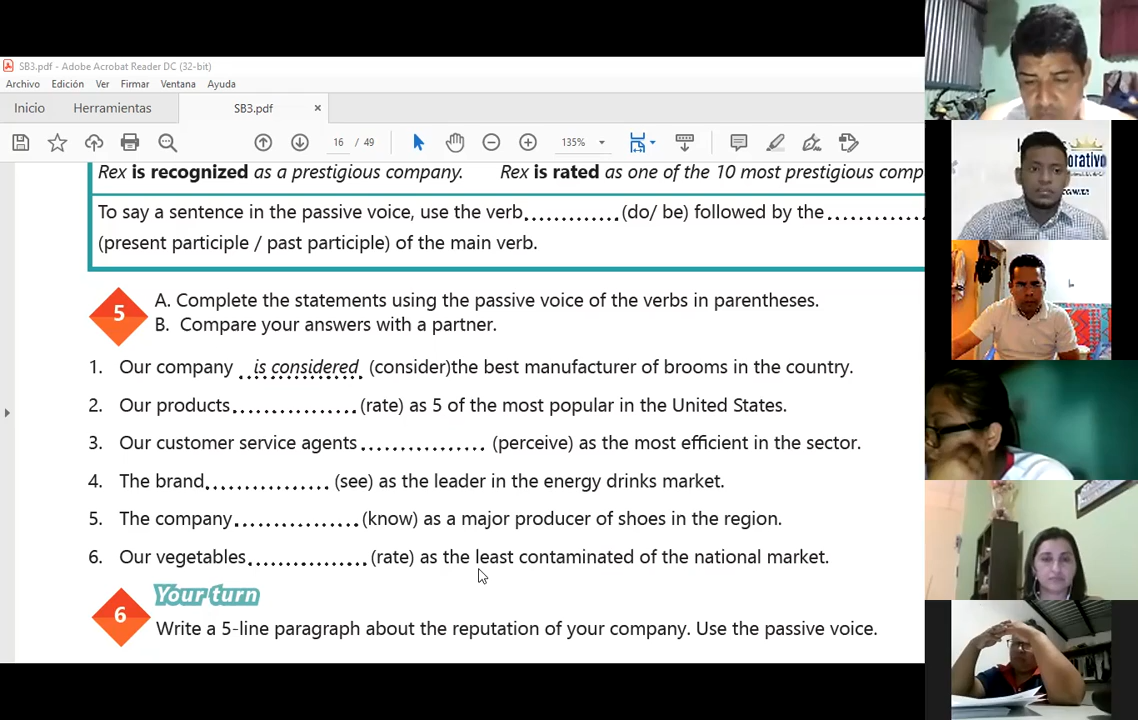 SB3.pdf - Adobe Acrobat Reader DC (32-bit)
Archivo Edición Ver Firmar Ventana Ayuda
Inicio Herramientas SB3.pdf ×
16 / 49 135%
Rex is recognized as a prestigious company. Rex is rated as one of the 10 most prestigious comp
To say a sentence in the passive voice, use the verb.............(do/ be) followed by the .............
(present participle / past participle) of the main verb.
5
A. Complete the statements using the passive voice of the verbs in parentheses.
B. Compare your answers with a partner.
1. Our company ..is considered.. (consider)the best manufacturer of brooms in the country.
2. Our products................(rate) as 5 of the most popular in the United States.
3. Our customer service agents ................ (perceive) as the most efficient in the sector.
4. The brand................ (see) as the leader in the energy drinks market.
5. The company ................(know) as a major producer of shoes in the region.
6. Our vegetables................(rate) as the least contaminated of the national market.
Your turn
6
Write a 5-line paragraph about the reputation of your company. Use the passive voice.